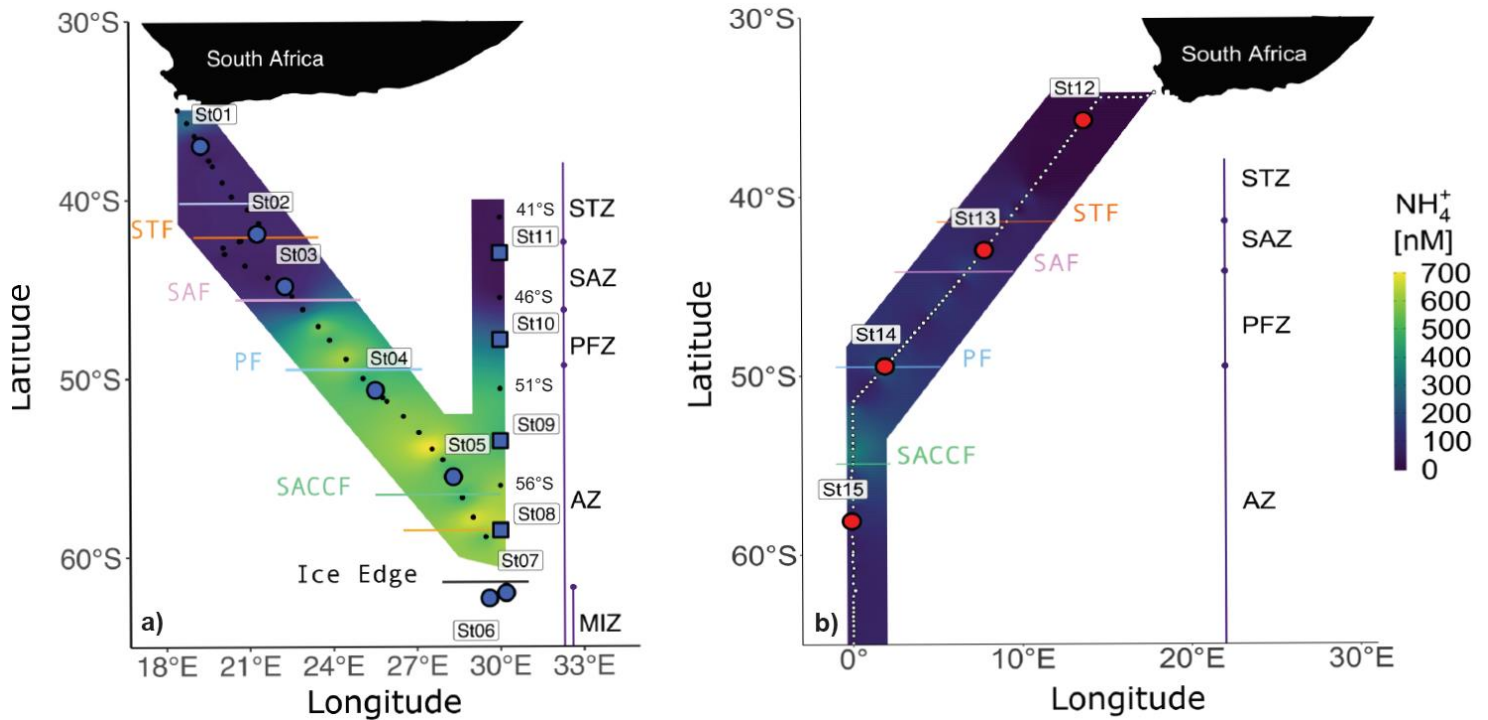 30°S
40°S
50°S
60°S
Latitude
South Africa
St01
St02
STF
St03
SAF
PF
St04
St05
SACCF
Ice Edge
St07
St06
41°S
St11
46°S
St10
51°S
St09
56°S
St08
STZ
SAZ
PFZ
AZ
MIZ
a)
18°E 21°E 24°E 27°E 30°E 33°E
Longitude
30°S
40°S
50°S
60°S
Latitude
South Africa
St12
St13
STF
SAF
St14
PF
SACCF
St15
STZ
SAZ
PFZ
AZ
b)
0° 10°E 20°E 30°E
Longitude
NH₄⁺
[nM]
700
600
500
400
300
200
100
0